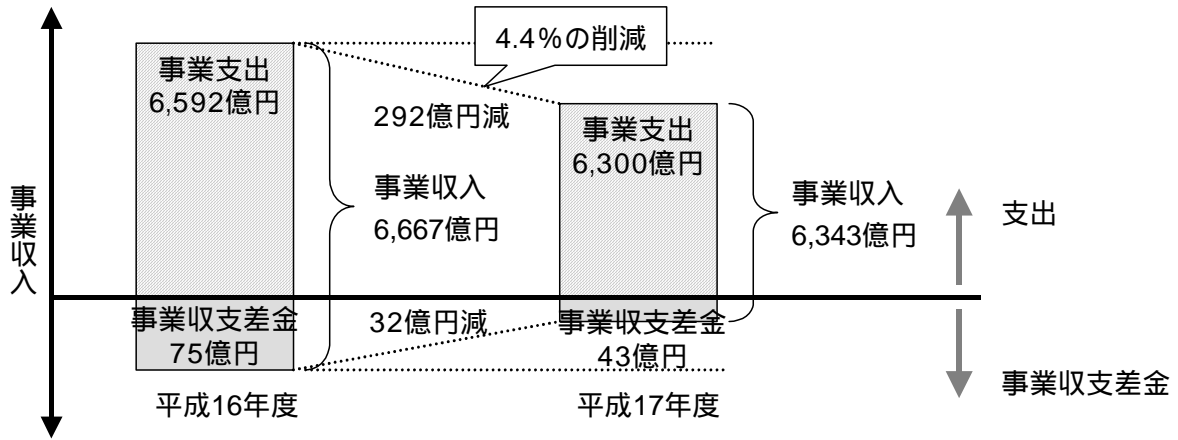 4.4%の削減
事業支出
6,592億円
292億円減
事業支出
6,300億円
事業収入
事業収入
6,667億円
事業収入
6,343億円
支出
事業収支差金
75億円
32億円減
事業収支差金
43億円
事業収支差金
平成16年度
平成17年度